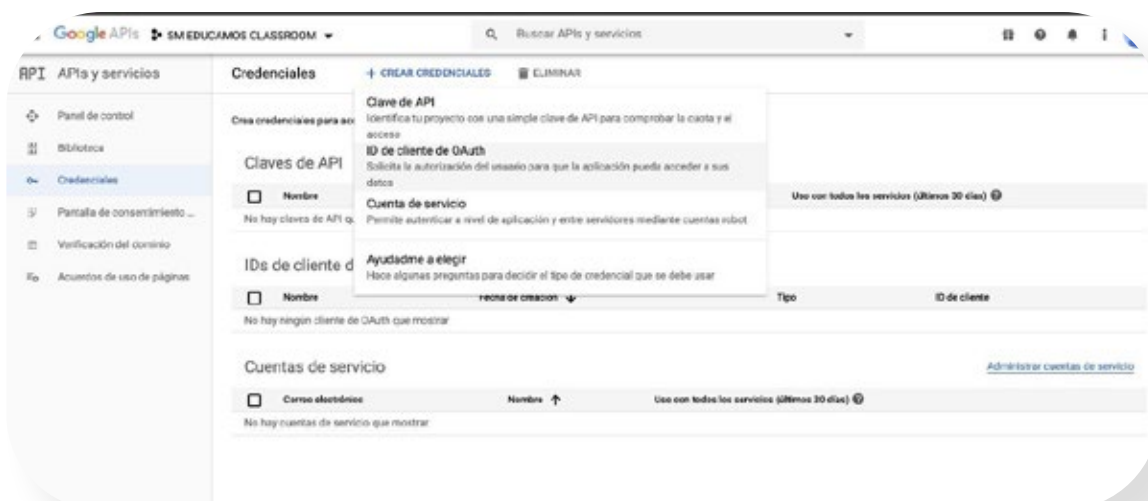 Google APIs SM EDUCAMOS CLASSROOM Buscar APIs y servicios
API APIs y servicios
Credenciales + CREAR CREDENCIALES ELIMINAR
Panel de control
Biblioteca
Credenciales
Pantalla de consentimiento ...
Verificación del dominio
Acuerdos de uso de páginas
Crea credenciales para acc
Clave de API
Identifica tu proyecto con una simple clave de API para comprobar la cuota y el
acceso
ID de cliente de OAuth
Solicita la autorización del usuario para que la aplicación pueda acceder a sus
datos
Cuenta de servicio
Permite autenticar a nivel de aplicación y entre servidores mediante cuentas robot
Ayudadme a elegir
Hace algunas preguntas para decidir el tipo de credencial que se debe usar
Claves de API
Nombre Uso con todos los servicios (últimos 30 días)
No hay claves de API qu
IDs de cliente d
Nombre Fecha de creación Tipo ID de cliente
No hay ningún cliente de OAuth que mostrar
Cuentas de servicio Administrar cuentas de servicio
Correo electrónico Nombre Uso con todos los servicios (últimos 30 días)
No hay cuentas de servicio que mostrar